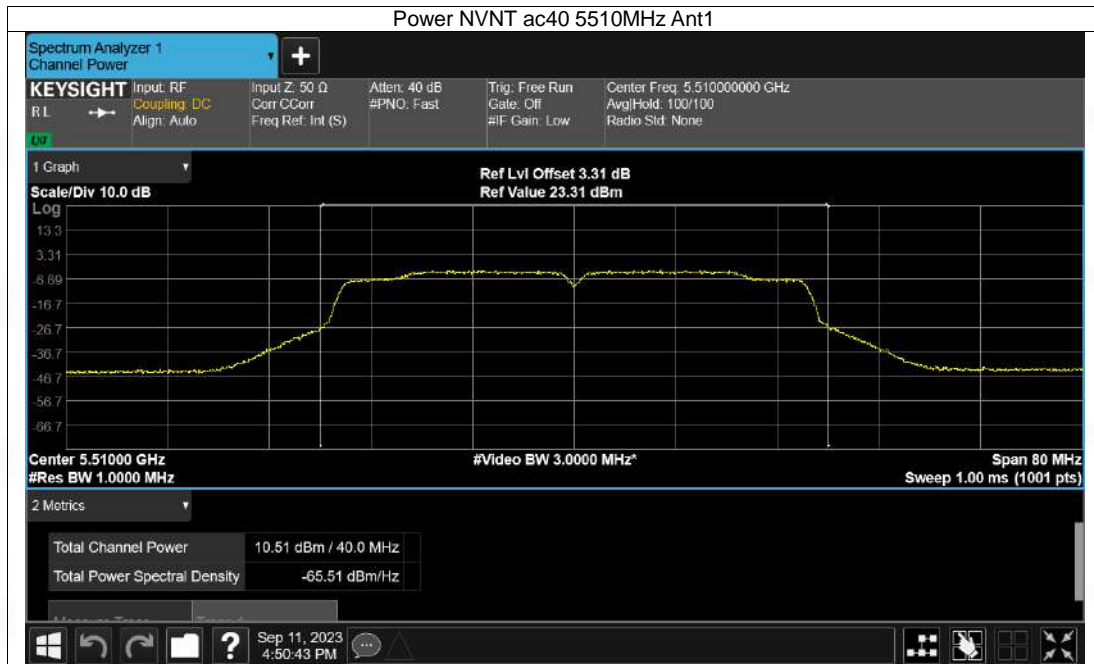 Power NVNT ac40 5510MHz Ant1
Spectrum Analyzer 1
Channel Power
+
KEYSIGHT
RL
LXI
Input: RF
Coupling: DC
Align: Auto
Input Z: 50 Ω
Corr CCorr
Freq Ref: Int (S)
Atten: 40 dB
#PNO: Fast
Trig: Free Run
Gate: Off
#IF Gain: Low
Center Freq: 5.510000000 GHz
Avg|Hold: 100/100
Radio Std: None
1 Graph
Scale/Div 10.0 dB
Ref Lvl Offset 3.31 dB
Ref Value 23.31 dBm
Log
13.3
3.31
-6.69
-16.7
-26.7
-36.7
-46.7
-56.7
-66.7
Center 5.51000 GHz
#Video BW 3.0000 MHz*
Span 80 MHz
#Res BW 1.0000 MHz
Sweep 1.00 ms (1001 pts)
2 Metrics
Total Channel Power 10.51 dBm / 40.0 MHz
Total Power Spectral Density -65.51 dBm/Hz
?
Sep 11, 2023
4:50:43 PM